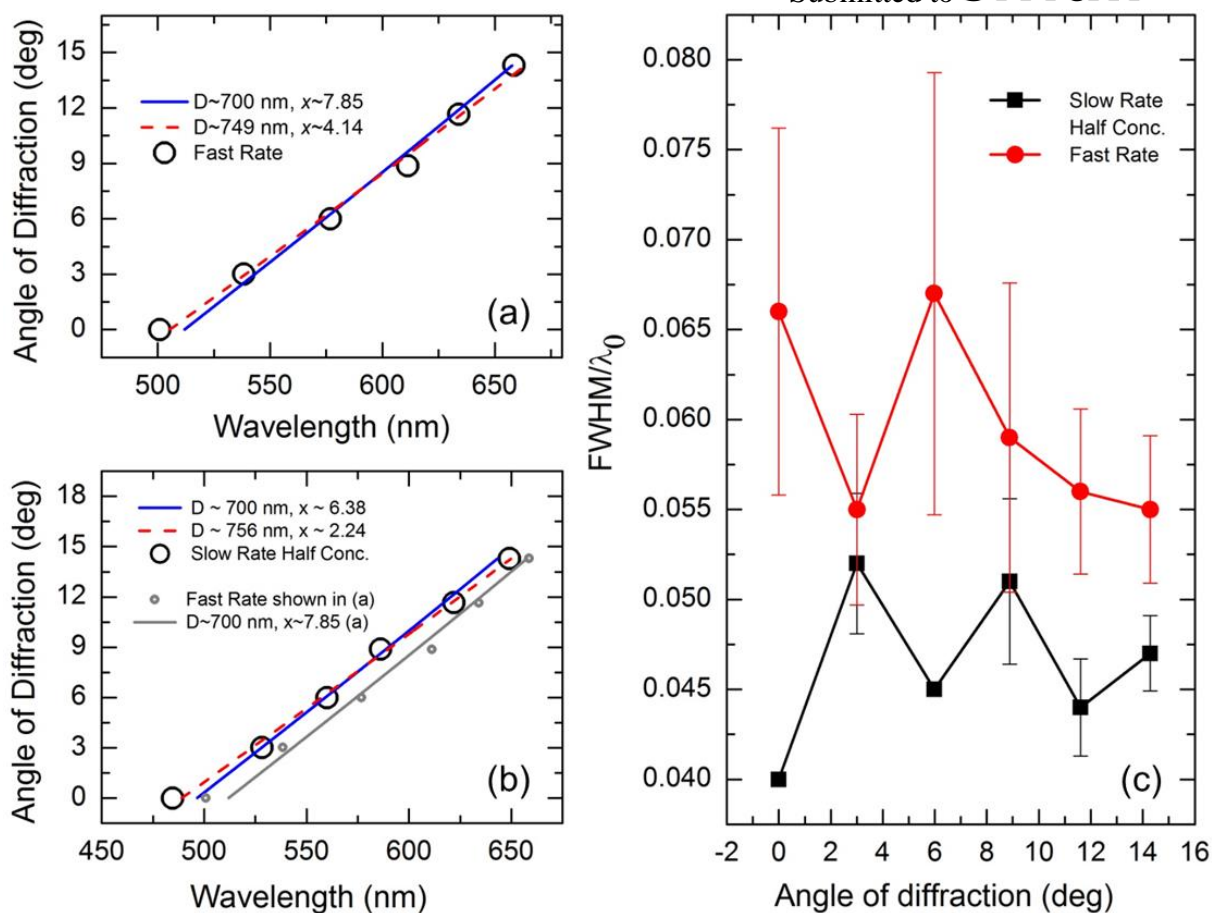 Submitted to
15
12
9
6
3
0
Angle of Diffraction (deg)
D~700 nm, x~7.85
D~749 nm, x~4.14
Fast Rate
(a)
500 550 600 650
Wavelength (nm)
18
15
12
9
6
3
0
Angle of Diffraction (deg)
D ~ 700 nm, x ~ 6.38
D ~ 756 nm, x ~ 2.24
Slow Rate Half Conc.
Fast Rate shown in (a)
D~700 nm, x~7.85 (a)
(b)
450 500 550 600 650
Wavelength (nm)
0.080
0.075
0.070
0.065
0.060
0.055
0.050
0.045
0.040
FWHM/λ0
Slow Rate
Half Conc.
Fast Rate
(c)
-2 0 2 4 6 8 10 12 14 16
Angle of diffraction (deg)